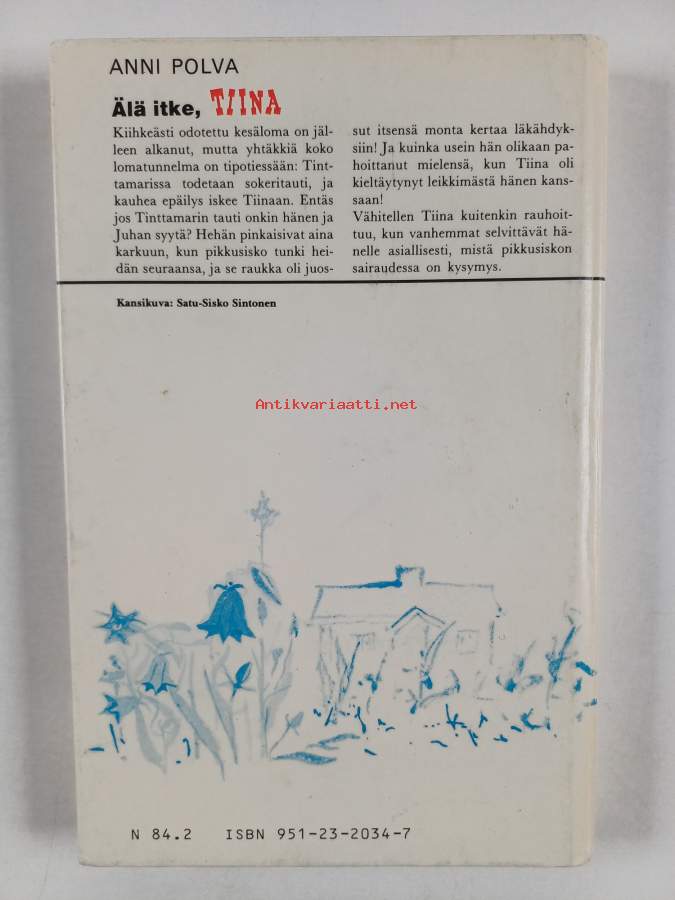 ANNI POLVA
Älä itke, TIINA
Kiihkeästi odotettu kesäloma on jäl-
leen alkanut, mutta yhtäkkiä koko
lomatunnelma on tipotiessään: Tint-
tamarissa todetaan sokeritauti, ja
kauhea epäilys iskee Tiinaan. Entäs
jos Tinttamarin tauti onkin hänen ja
Juhan syytä? Hehän pinkaisivat aina
karkuun, kun pikkusisko tunki hei-
dän seuraansa, ja se raukka oli juos-
sut itsensä monta kertaa läkähdyk-
siin! Ja kuinka usein hän olikaan pa-
hoittanut mielensä, kun Tiina oli
kieltäytynyt leikkimästä hänen kans-
saan!
Vähitellen Tiina kuitenkin rauhoit-
tuu, kun vanhemmat selvittävät hä-
nelle asiallisesti, mistä pikkusiskon
sairaudessa on kysymys.
Kansikuva: Satu-Sisko Sintonen
Antikvariaatti.net
N 84.2 ISBN 951-23-2034-7